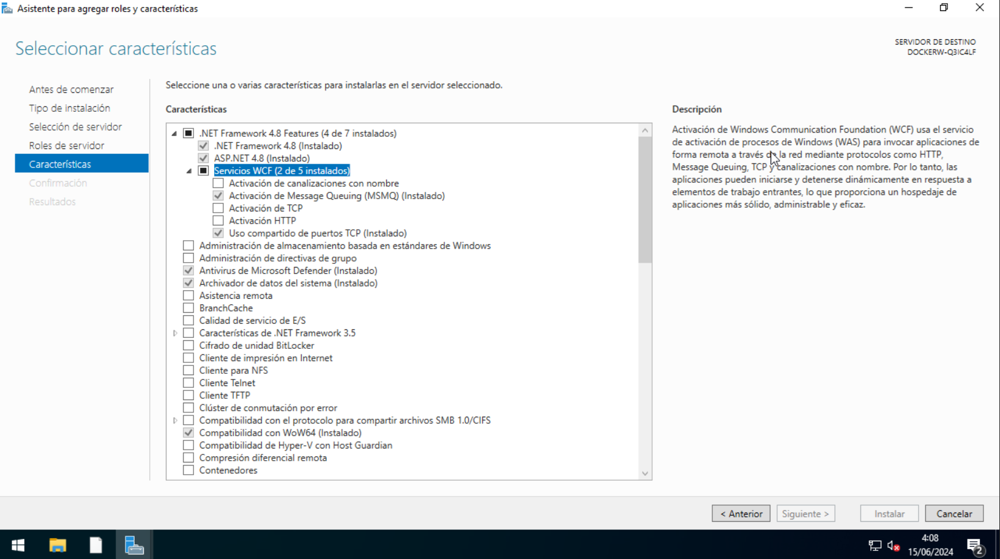 Asistente para agregar roles y características
Seleccionar características
SERVIDOR DE DESTINO
DOCKERW-Q3IC4LF
Antes de comenzar
Tipo de instalación
Selección de servidor
Roles de servidor
Características
Confirmación
Resultados
Seleccione una o varias características para instalarlas en el servidor seleccionado.
Características
.NET Framework 4.8 Features (4 de 7 instalados)
.NET Framework 4.8 (Instalado)
ASP.NET 4.8 (Instalado)
Servicios WCF (2 de 5 instalados)
Activación de canalizaciones con nombre
Activación de Message Queuing (MSMQ) (Instalado)
Activación de TCP
Activación HTTP
Uso compartido de puertos TCP (Instalado)
Administración de almacenamiento basada en estándares de Windows
Administración de directivas de grupo
Antivirus de Microsoft Defender (Instalado)
Archivador de datos del sistema (Instalado)
Asistencia remota
BranchCache
Calidad de servicio de E/S
Características de .NET Framework 3.5
Cifrado de unidad BitLocker
Cliente de impresión en Internet
Cliente para NFS
Cliente Telnet
Cliente TFTP
Clúster de conmutación por error
Compatibilidad con el protocolo para compartir archivos SMB 1.0/CIFS
Compatibilidad con WoW64 (Instalado)
Compatibilidad de Hyper-V con Host Guardian
Compresión diferencial remota
Contenedores
Descripción
Activación de Windows Communication Foundation (WCF) usa el servicio
de activación de procesos de Windows (WAS) para invocar aplicaciones de
forma remota a través de la red mediante protocolos como HTTP,
Message Queuing, TCP y canalizaciones con nombre. Por lo tanto, las
aplicaciones pueden iniciarse y detenerse dinámicamente en respuesta a
elementos de trabajo entrantes, lo que proporciona un hospedaje de
aplicaciones más sólido, administrable y eficaz.
< Anterior
Siguiente >
Instalar
Cancelar
4:08
15/06/2024
2